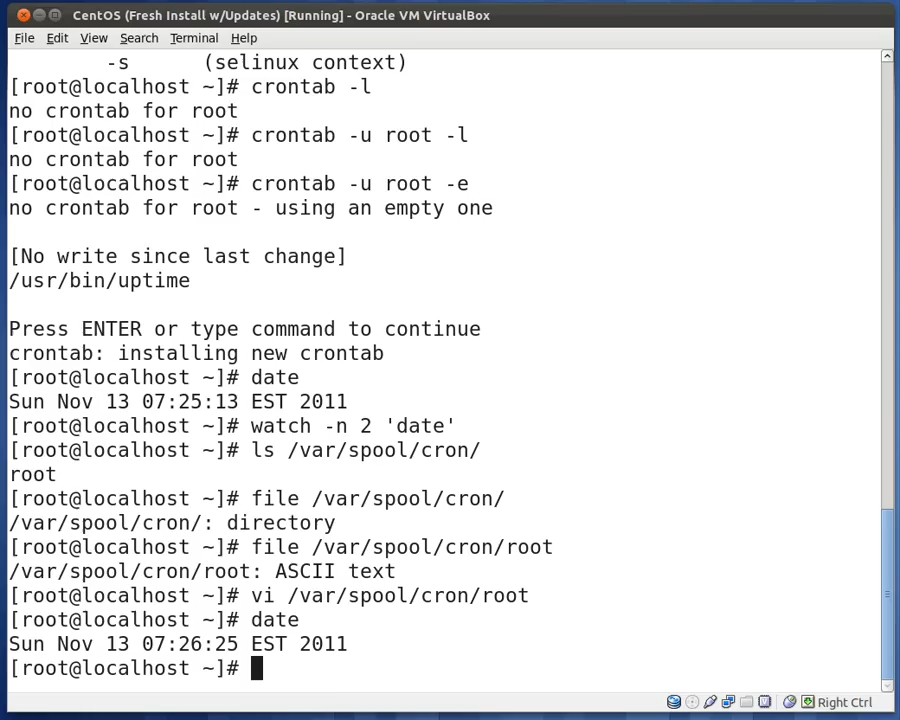 CentOS (Fresh Install w/Updates) [Running] - Oracle VM VirtualBox
File Edit View Search Terminal Help
-s (selinux context)
[root@localhost ~]# crontab -l
no crontab for root
[root@localhost ~]# crontab -u root -l
no crontab for root
[root@localhost ~]# crontab -u root -e
no crontab for root - using an empty one
[No write since last change]
/usr/bin/uptime
Press ENTER or type command to continue
crontab: installing new crontab
[root@localhost ~]# date
Sun Nov 13 07:25:13 EST 2011
[root@localhost ~]# watch -n 2 'date'
[root@localhost ~]# ls /var/spool/cron/
root
[root@localhost ~]# file /var/spool/cron/
/var/spool/cron/: directory
[root@localhost ~]# file /var/spool/cron/root
/var/spool/cron/root: ASCII text
[root@localhost ~]# vi /var/spool/cron/root
[root@localhost ~]# date
Sun Nov 13 07:26:25 EST 2011
[root@localhost ~]#
Right Ctrl